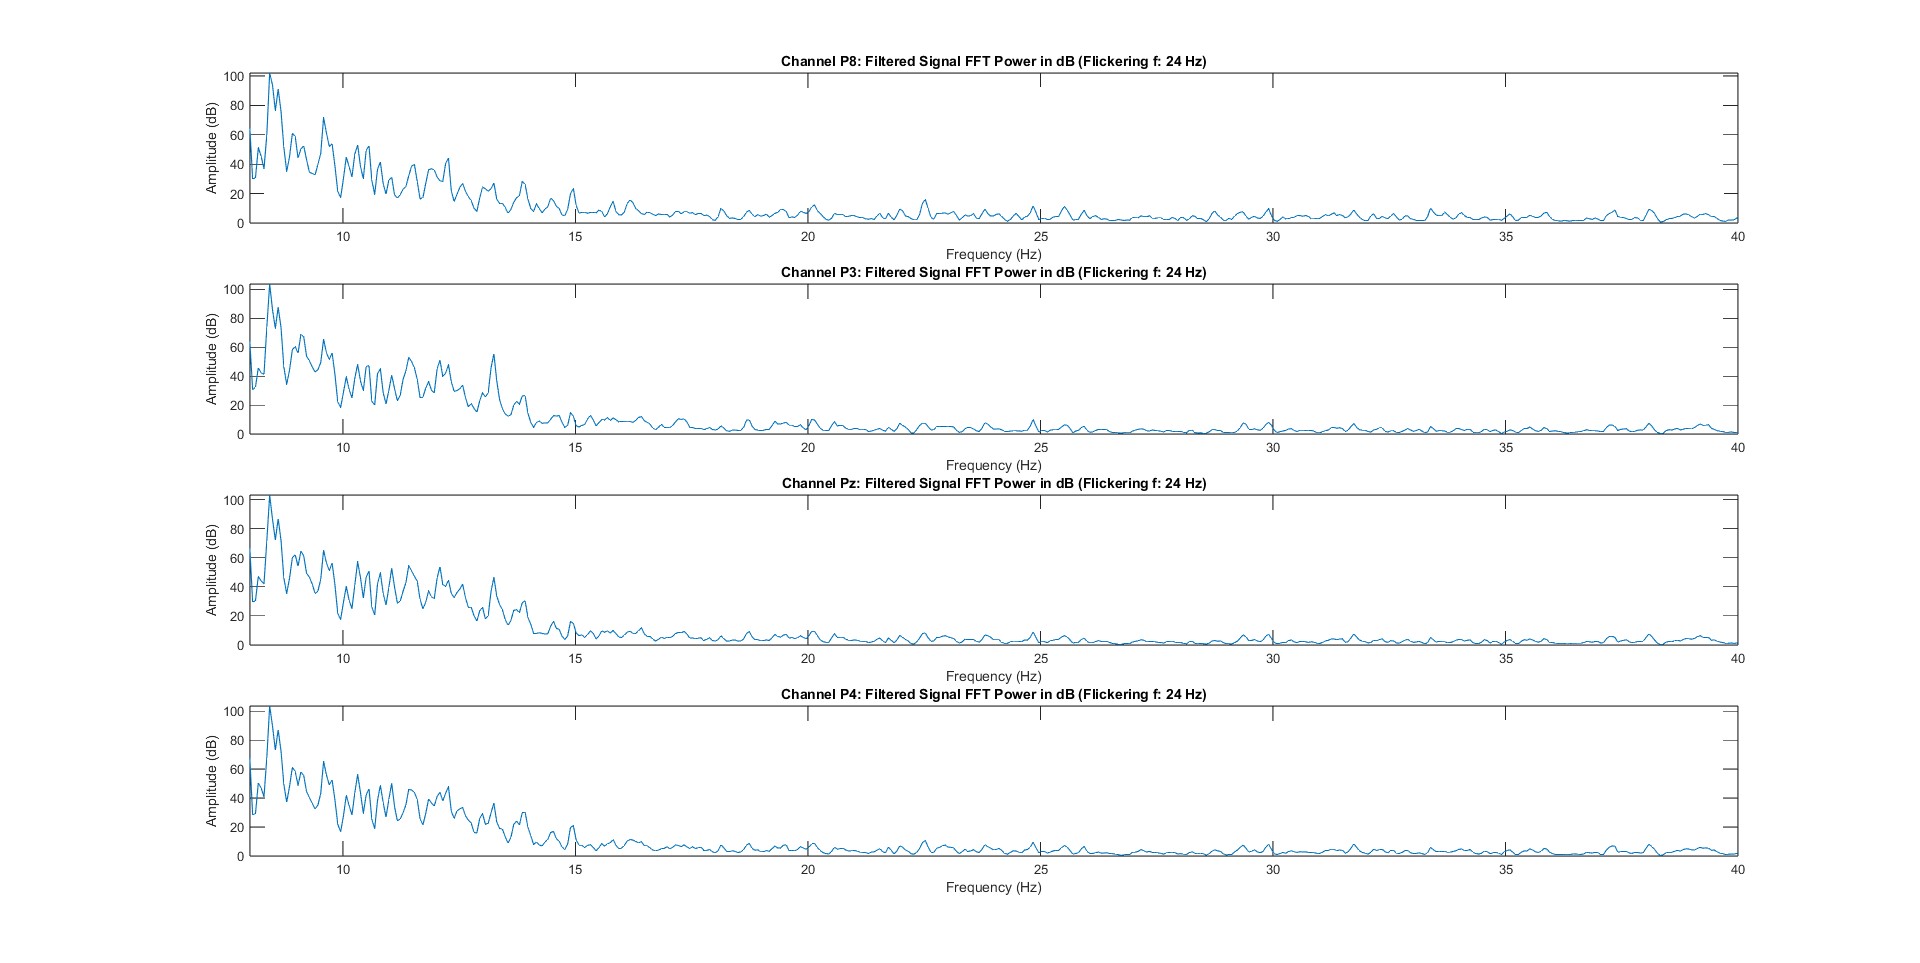 Channel P8: Filtered Signal FFT Power in dB (Flickering f: 24 Hz)
100
80
60
40
20
0
Amplitude (dB)
10 15 20 25 30 35 40
Frequency (Hz)
Channel P3: Filtered Signal FFT Power in dB (Flickering f: 24 Hz)
100
80
60
40
20
0
Amplitude (dB)
10 15 20 25 30 35 40
Frequency (Hz)
Channel Pz: Filtered Signal FFT Power in dB (Flickering f: 24 Hz)
100
80
60
40
20
0
Amplitude (dB)
10 15 20 25 30 35 40
Frequency (Hz)
Channel P4: Filtered Signal FFT Power in dB (Flickering f: 24 Hz)
100
80
60
40
20
0
Amplitude (dB)
10 15 20 25 30 35 40
Frequency (Hz)